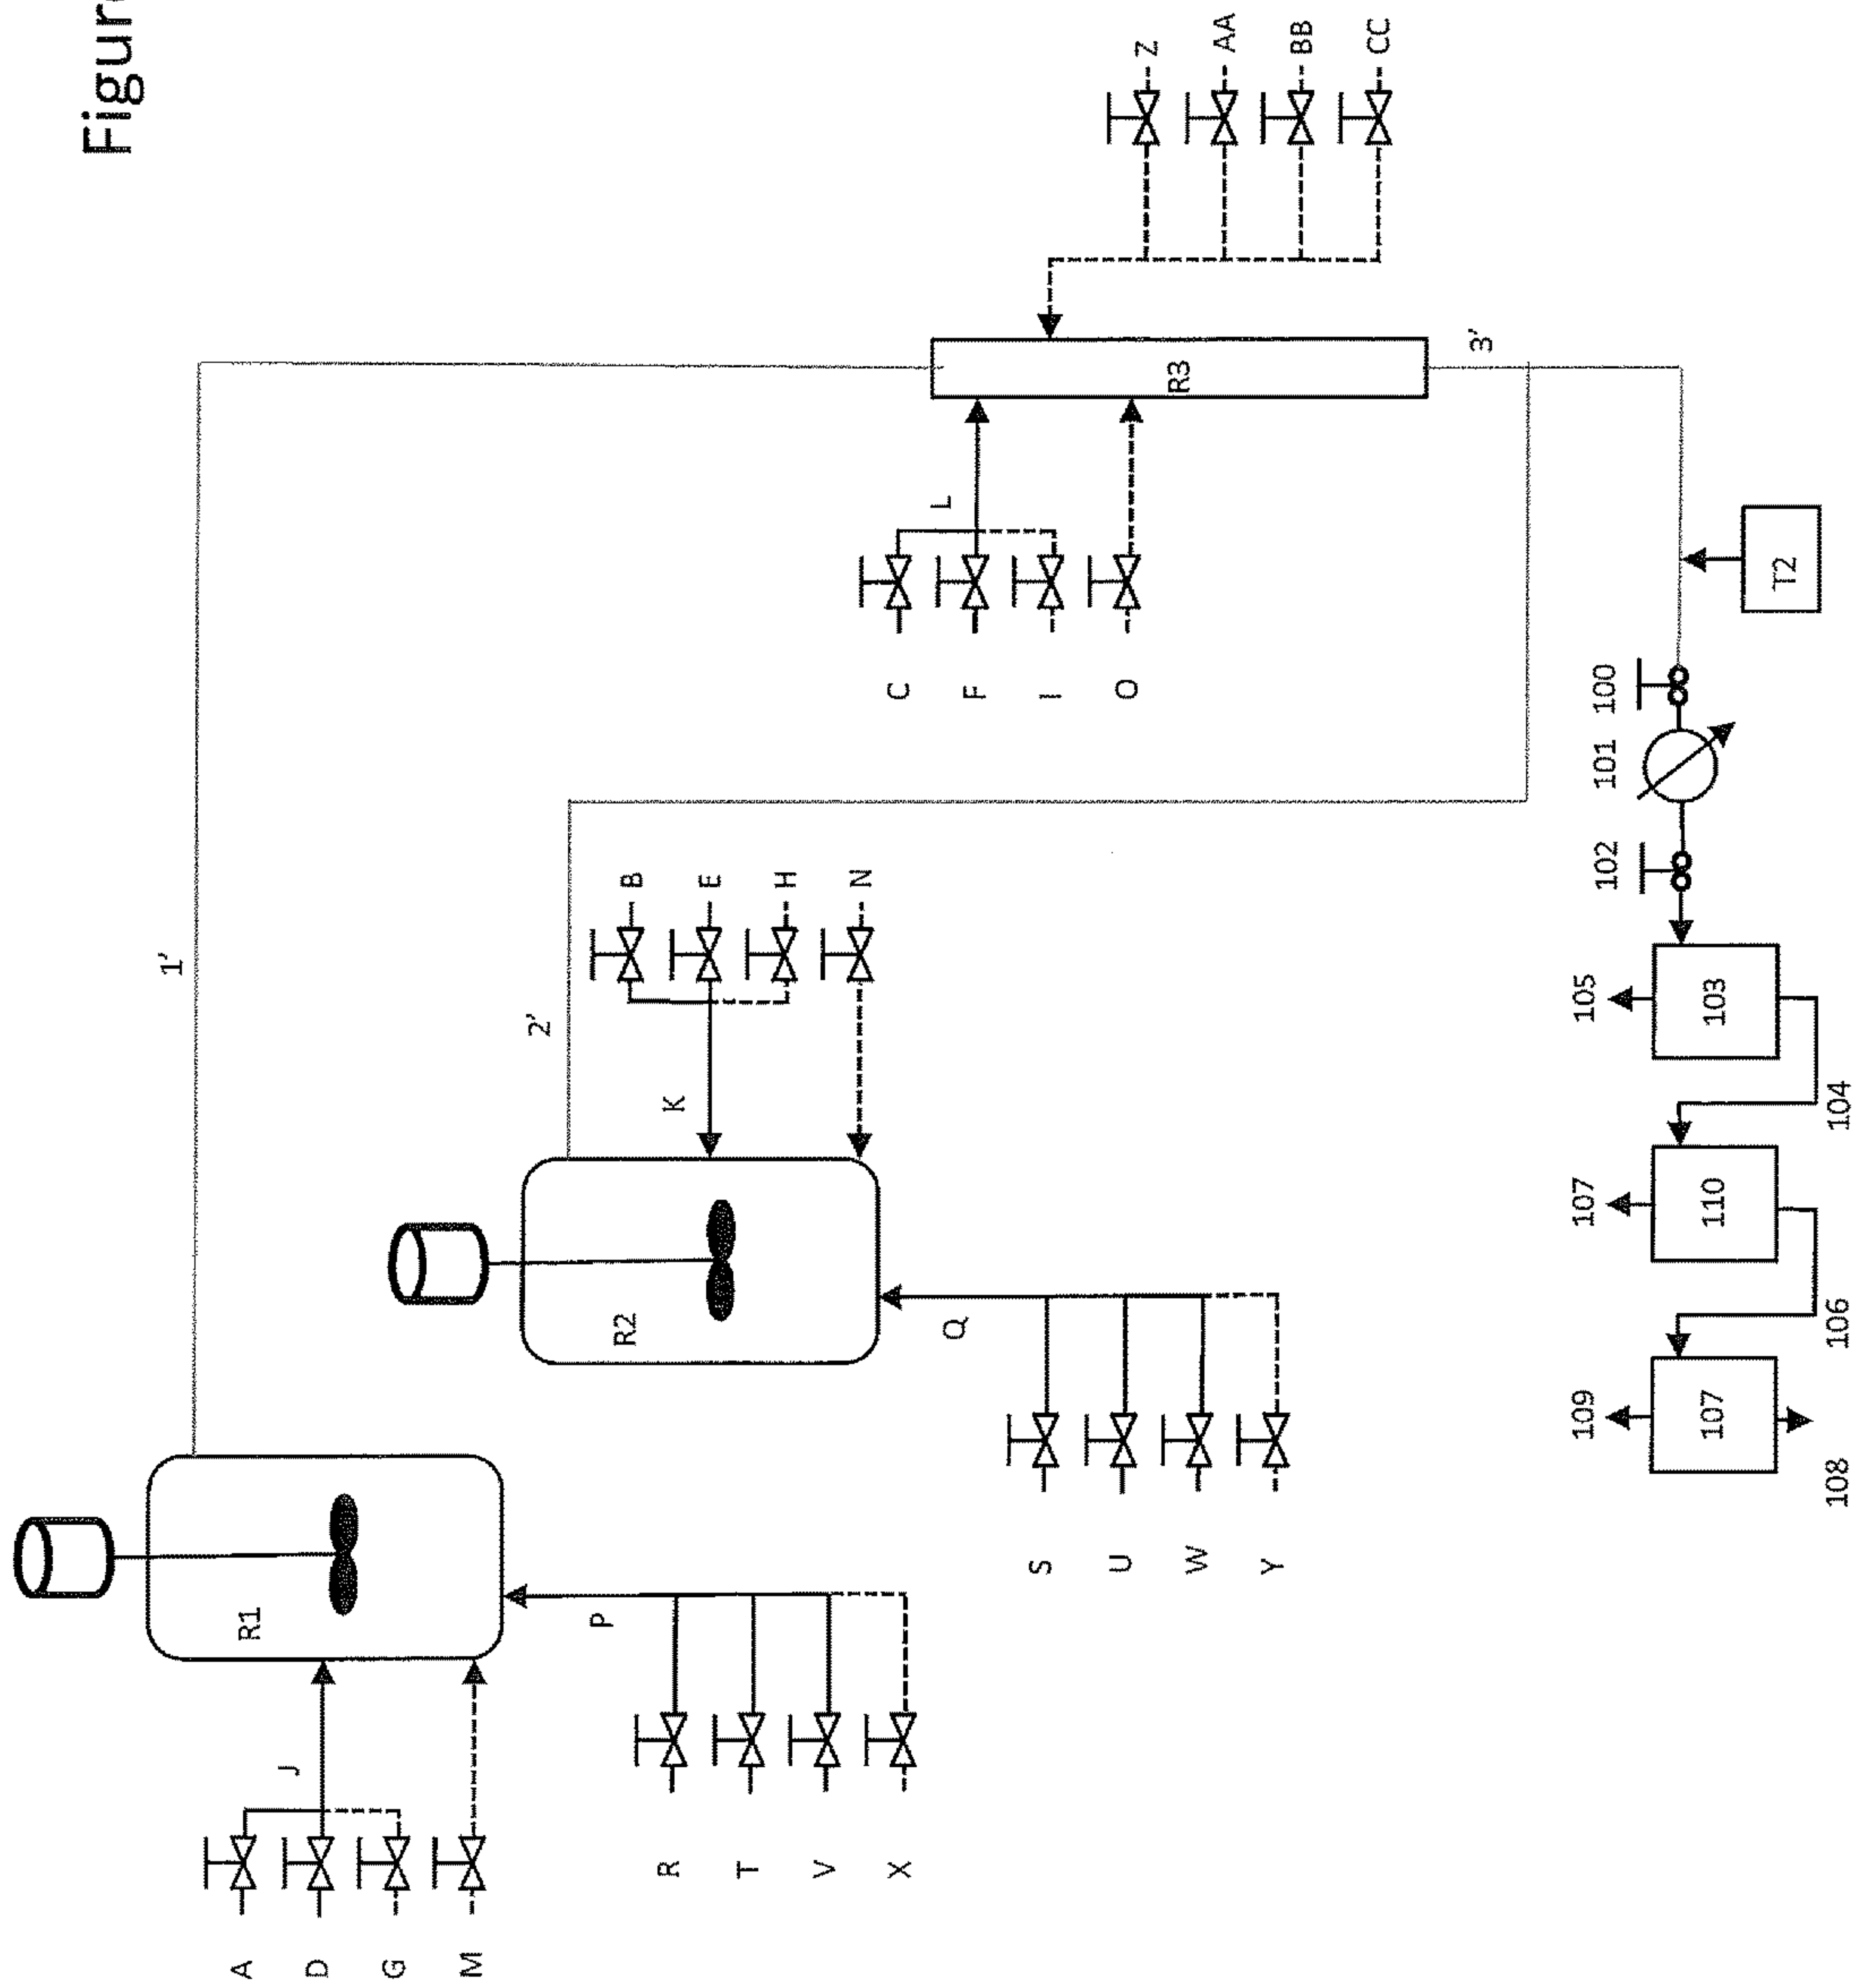 Figure
1'
R1
J
A
D
G
M
P
R
T
V
X
2'
R2
K
B
E
H
N
Q
S
U
W
Y
R3
L
C
F
I
O
Z
AA
BB
CC
3'
T2
100
101
102
103
105
104
110
107
106
107
109
108